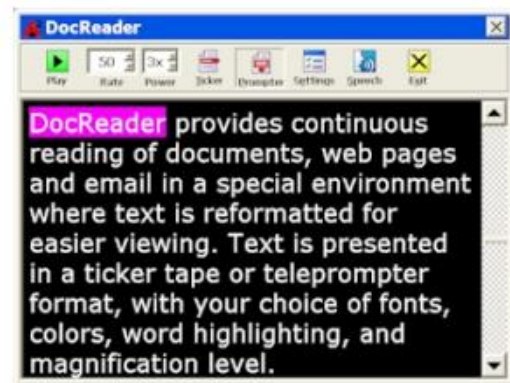 DocReader
50 3x
Play Rate Power Ticker Prompter Settings Speech Exit
DocReader provides continuous
reading of documents, web pages
and email in a special environment
where text is reformatted for
easier viewing. Text is presented
in a ticker tape or teleprompter
format, with your choice of fonts,
colors, word highlighting, and
magnification level.